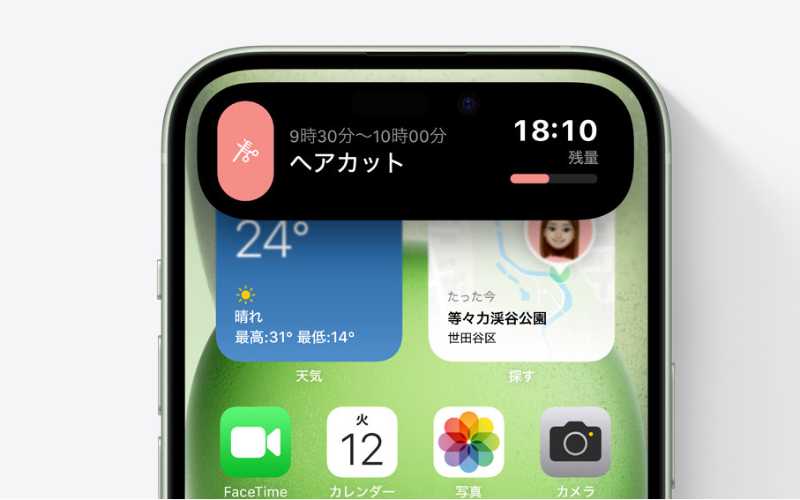 9時30分〜10時00分
ヘアカット
18:10
残量
24°
晴れ
最高:31° 最低:14°
天気
たった今
等々力渓谷公園
世田谷区
探す
FaceTime
火
12
カレンダー
写真
カメラ